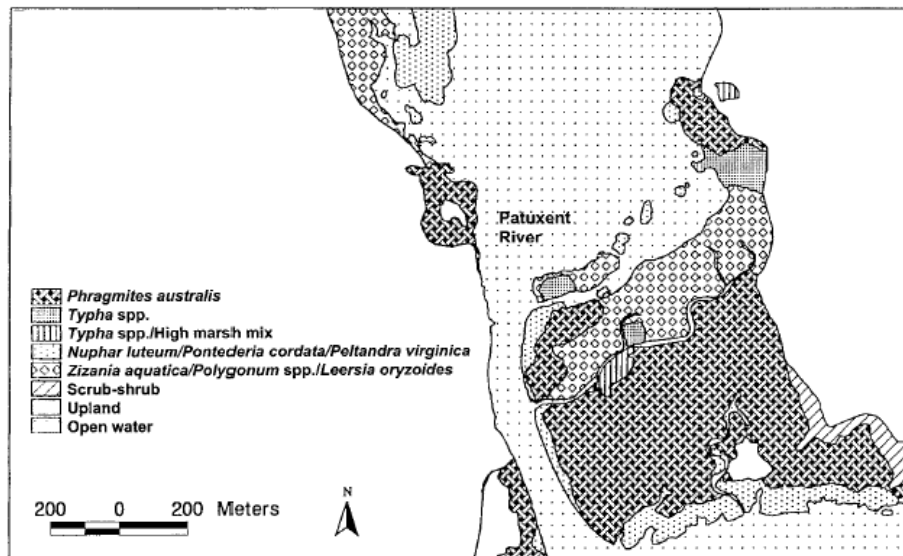 Patuxent
River
Phragmites australis
Typha spp.
Typha spp./High marsh mix
Nuphar luteum/Pontederia cordata/Peltandra virginica
Zizania aquatica/Polygonum spp./Leersia oryzoides
Scrub-shrub
Upland
Open water
200 0 200 Meters
N